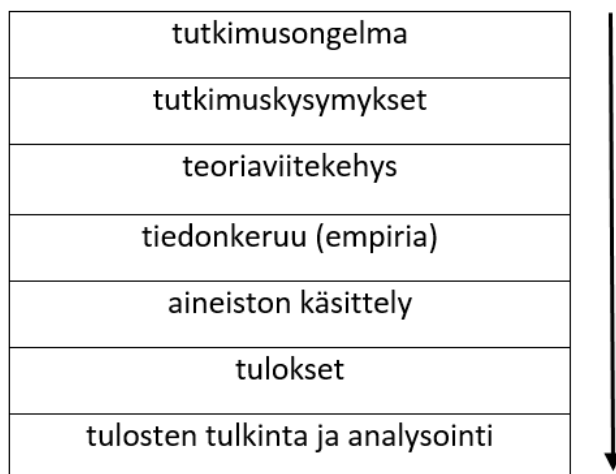 tutkimusongelma
tutkimuskysymykset
teoriaviitekehys
tiedonkeruu (empiria)
aineiston käsittely
tulokset
tulosten tulkinta ja analysointi